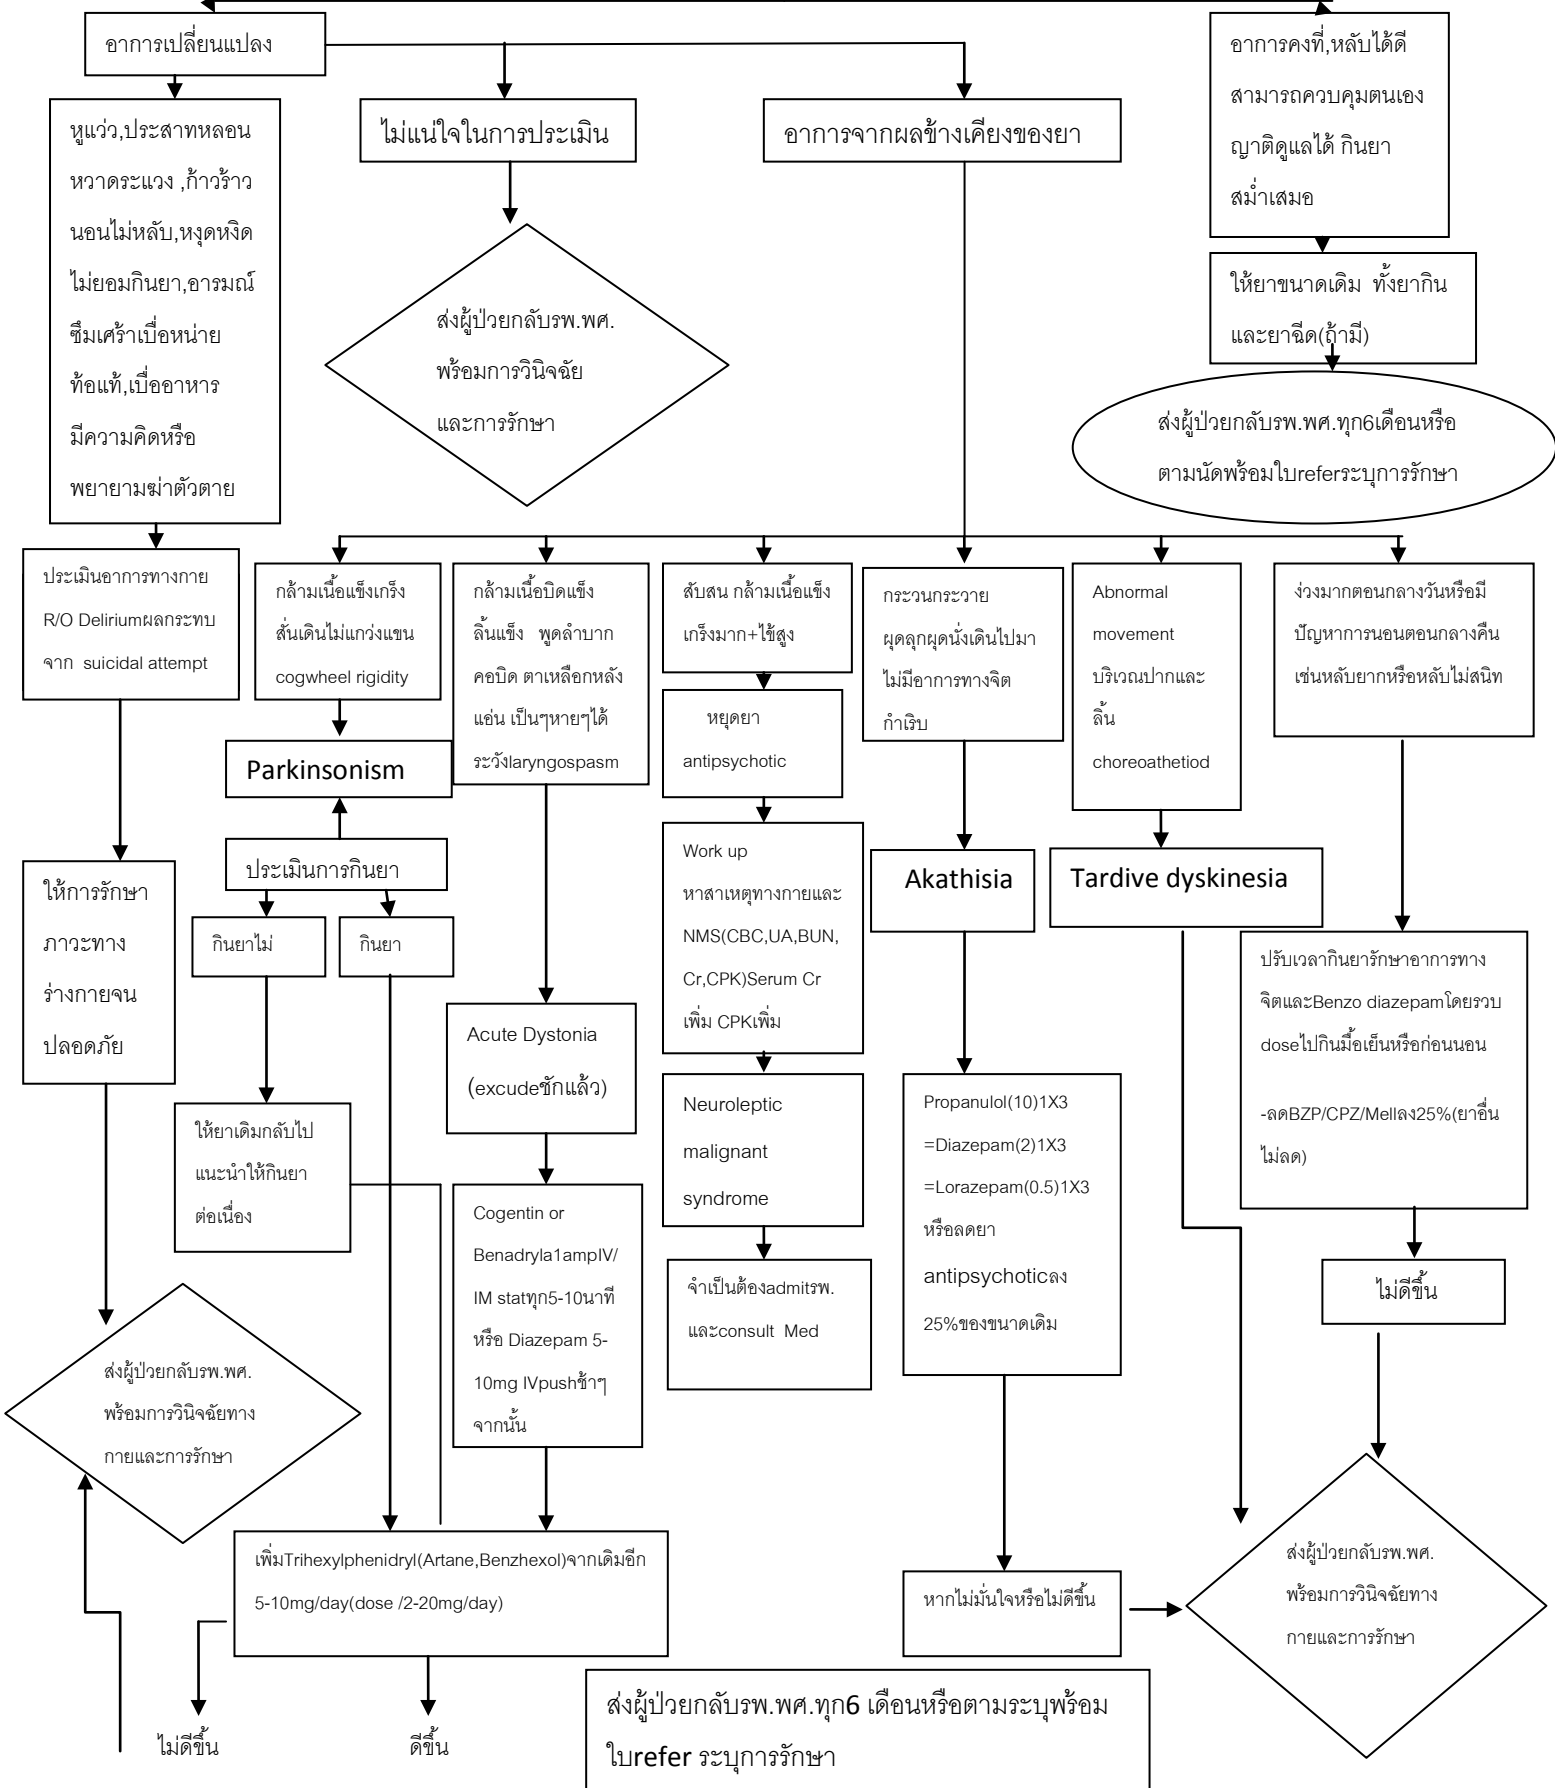 อาการเปลี่ยนแปลง
อาการคงที่,หลับได้ดี
สามารถควบคุมตนเอง
ญาติดูแลได้ กินยา
สม่ำเสมอ
หูแว่ว,ประสาทหลอน
หวาดระแวง ,ก้าวร้าว
นอนไม่หลับ,หงุดหงิด
ไม่ยอมกินยา,อารมณ์
ซึมเศร้าเบื่อหน่าย
ท้อแท้,เบื่ออาหาร
มีความคิดหรือ
พยายามฆ่าตัวตาย
ไม่แน่ใจในการประเมิน
อาการจากผลข้างเคียงของยา
ให้ยาขนาดเดิม ทั้งยากิน
และยาฉีด(ถ้ามี)
ส่งผู้ป่วยกลับรพ.พศ.
พร้อมการวินิจฉัย
และการรักษา
ส่งผู้ป่วยกลับรพ.พศ.ทุก6เดือนหรือ
ตามนัดพร้อมใบreferระบุการรักษา
ประเมินอาการทางกาย
R/O Deliriumผลกระทบ
จาก suicidal attempt
กล้ามเนื้อแข็งเกร็ง
สั่นเดินไม่แกว่งแขน
cogwheel rigidity
กล้ามเนื้อบิดแข็ง
ลิ้นแข็ง พูดลำบาก
คอบิด ตาเหลือกหลัง
แอ่น เป็นๆหายๆได้
ระวังlaryngospasm
สับสน กล้ามเนื้อแข็ง
เกร็งมาก+ไข้สูง
กระวนกระวาย
ผุดลุกผุดนั่งเดินไปมา
ไม่มีอาการทางจิต
กำเริบ
Abnormal
movement
บริเวณปากและ
ลิ้น
choreoathetiod
ง่วงมากตอนกลางวันหรือมี
ปัญหาการนอนตอนกลางคืน
เช่นหลับยากหรือหลับไม่สนิท
หยุดยา
antipsychotic
Parkinsonism
ประเมินการกินยา
กินยาไม่
กินยา
ให้การรักษา
ภาวะทาง
ร่างกายจน
ปลอดภัย
Work up
หาสาเหตุทางกายและ
NMS(CBC,UA,BUN,
Cr,CPK)Serum Cr
เพิ่ม CPKเพิ่ม
Akathisia
Tardive dyskinesia
ปรับเวลากินยารักษาอาการทาง
จิตและBenzo diazepamโดยรวบ
doseไปกินมื้อเย็นหรือก่อนนอน
-ลดBZP/CPZ/Mellลง25%(ยาอื่น
ไม่ลด)
Acute Dystonia
(excudeชักแล้ว)
ให้ยาเดิมกลับไป
แนะนำให้กินยา
ต่อเนื่อง
Neuroleptic
malignant
syndrome
Propanulol(10)1X3
=Diazepam(2)1X3
=Lorazepam(0.5)1X3
หรือลดยา
antipsychoticลง
25%ของขนาดเดิม
Cogentin or
Benadryla1ampIV/
IM statทุก5-10นาที
หรือ Diazepam 5-
10mg IVpushช้าๆ
จากนั้น
จำเป็นต้องadmitรพ.
และconsult Med
ไม่ดีขึ้น
ส่งผู้ป่วยกลับรพ.พศ.
พร้อมการวินิจฉัยทาง
กายและการรักษา
เพิ่มTrihexylphenidryl(Artane,Benzhexol)จากเดิมอีก
5-10mg/day(dose /2-20mg/day)
หากไม่มั่นใจหรือไม่ดีขึ้น
ส่งผู้ป่วยกลับรพ.พศ.
พร้อมการวินิจฉัยทาง
กายและการรักษา
ไม่ดีขึ้น
ดีขึ้น
ส่งผู้ป่วยกลับรพ.พศ.ทุก6 เดือนหรือตามระบุพร้อม
ใบrefer ระบุการรักษา